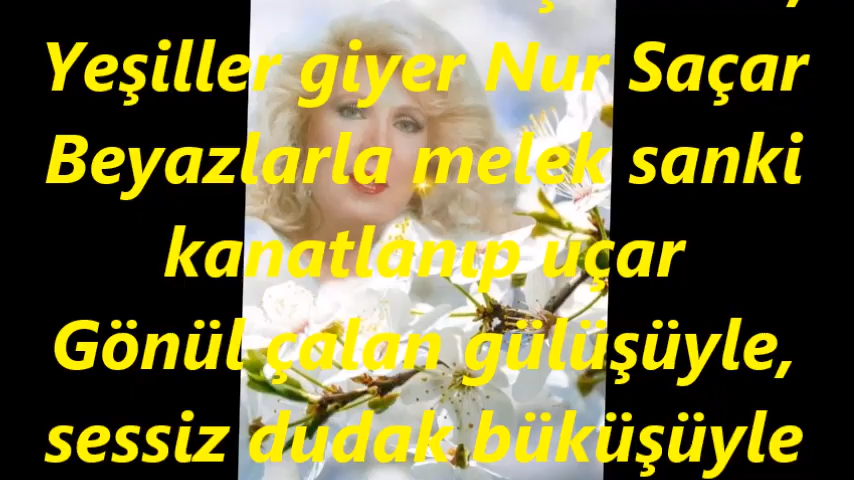 Yeşiller giyer Nur Saçar
Beyazlarla melek sanki
kanatlanıp uçar
Gönül çalan gülüşüyle,
sessiz dudak büküşüyle